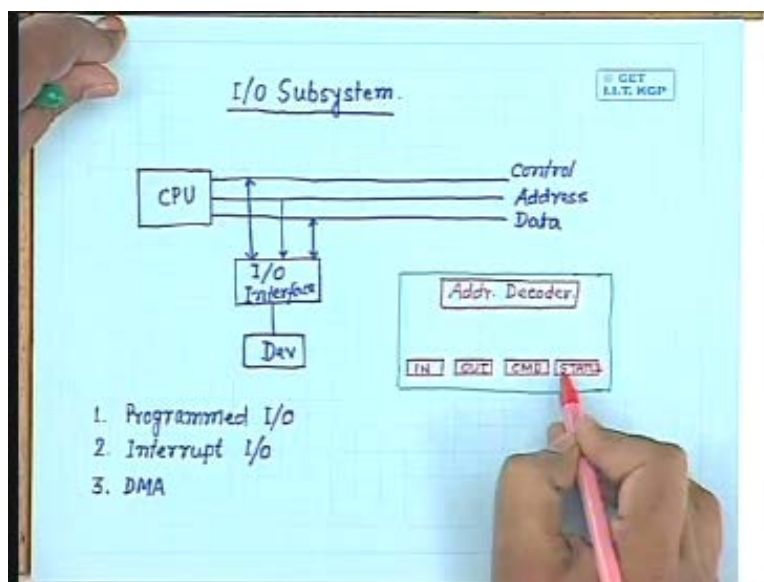 I/O Subsystem.
© CET
I.I.T. KGP
CPU
Control
Address
Data
I/O
Interface
Dev
Addr. Decoder
IN OUT CMD
1. Programmed I/O
2. Interrupt I/O
3. DMA